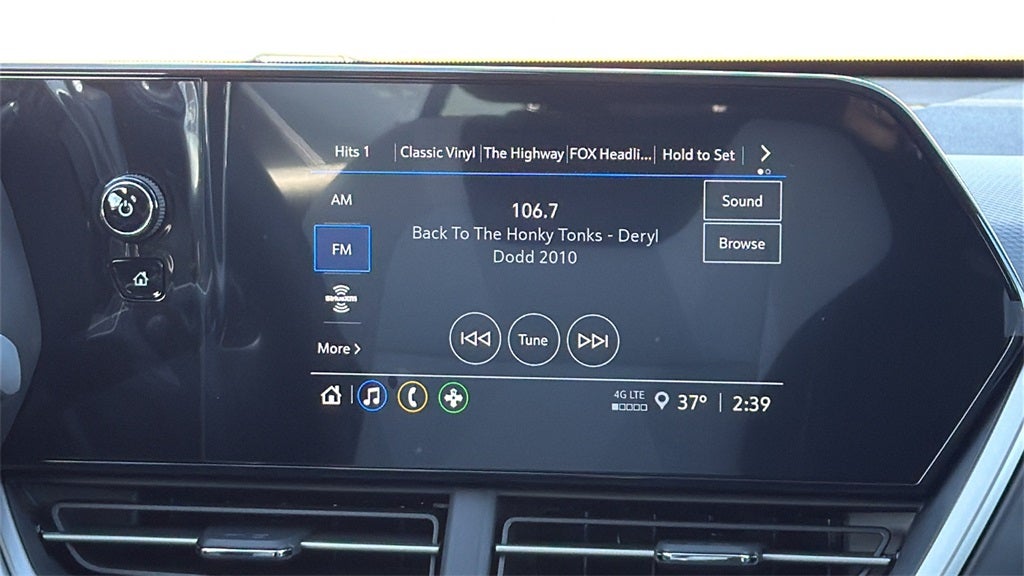 Hits 1 Classic Vinyl The Highway FOX Headli... Hold to Set
AM
106.7
Sound
Back To The Honky Tonks - Deryl
Dodd 2010
FM
Browse
SiriusXM
Tune
More
4G LTE
37° 2:39